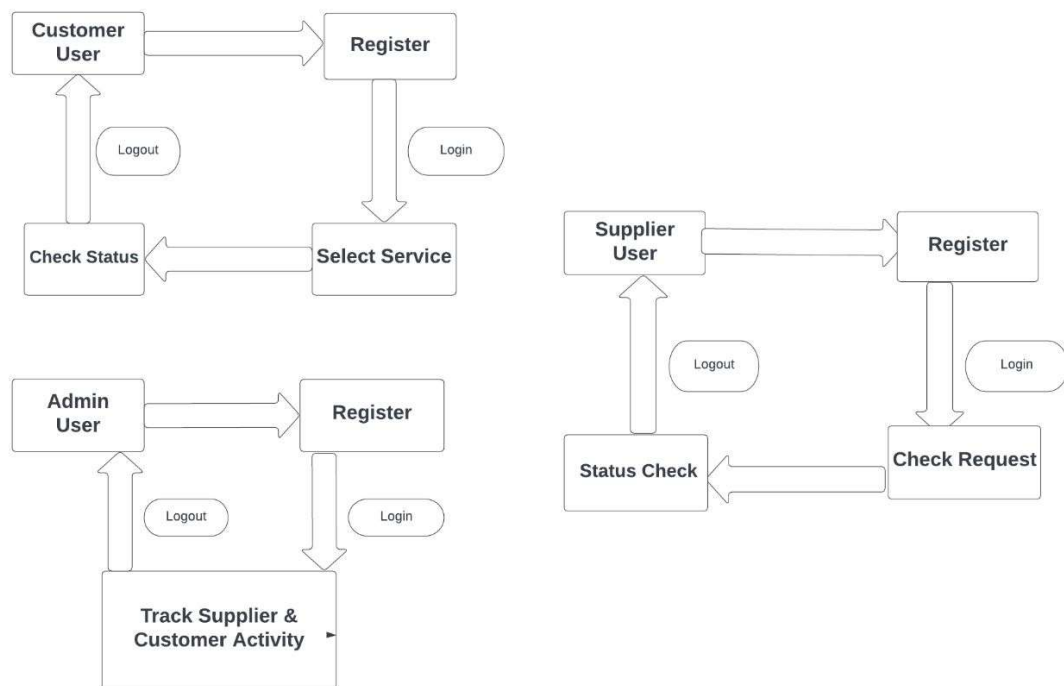 Customer
User
Register
Logout
Login
Check Status
Select Service
Supplier
User
Register
Logout
Login
Status Check
Check Request
Admin
User
Register
Logout
Login
Track Supplier &
Customer Activity